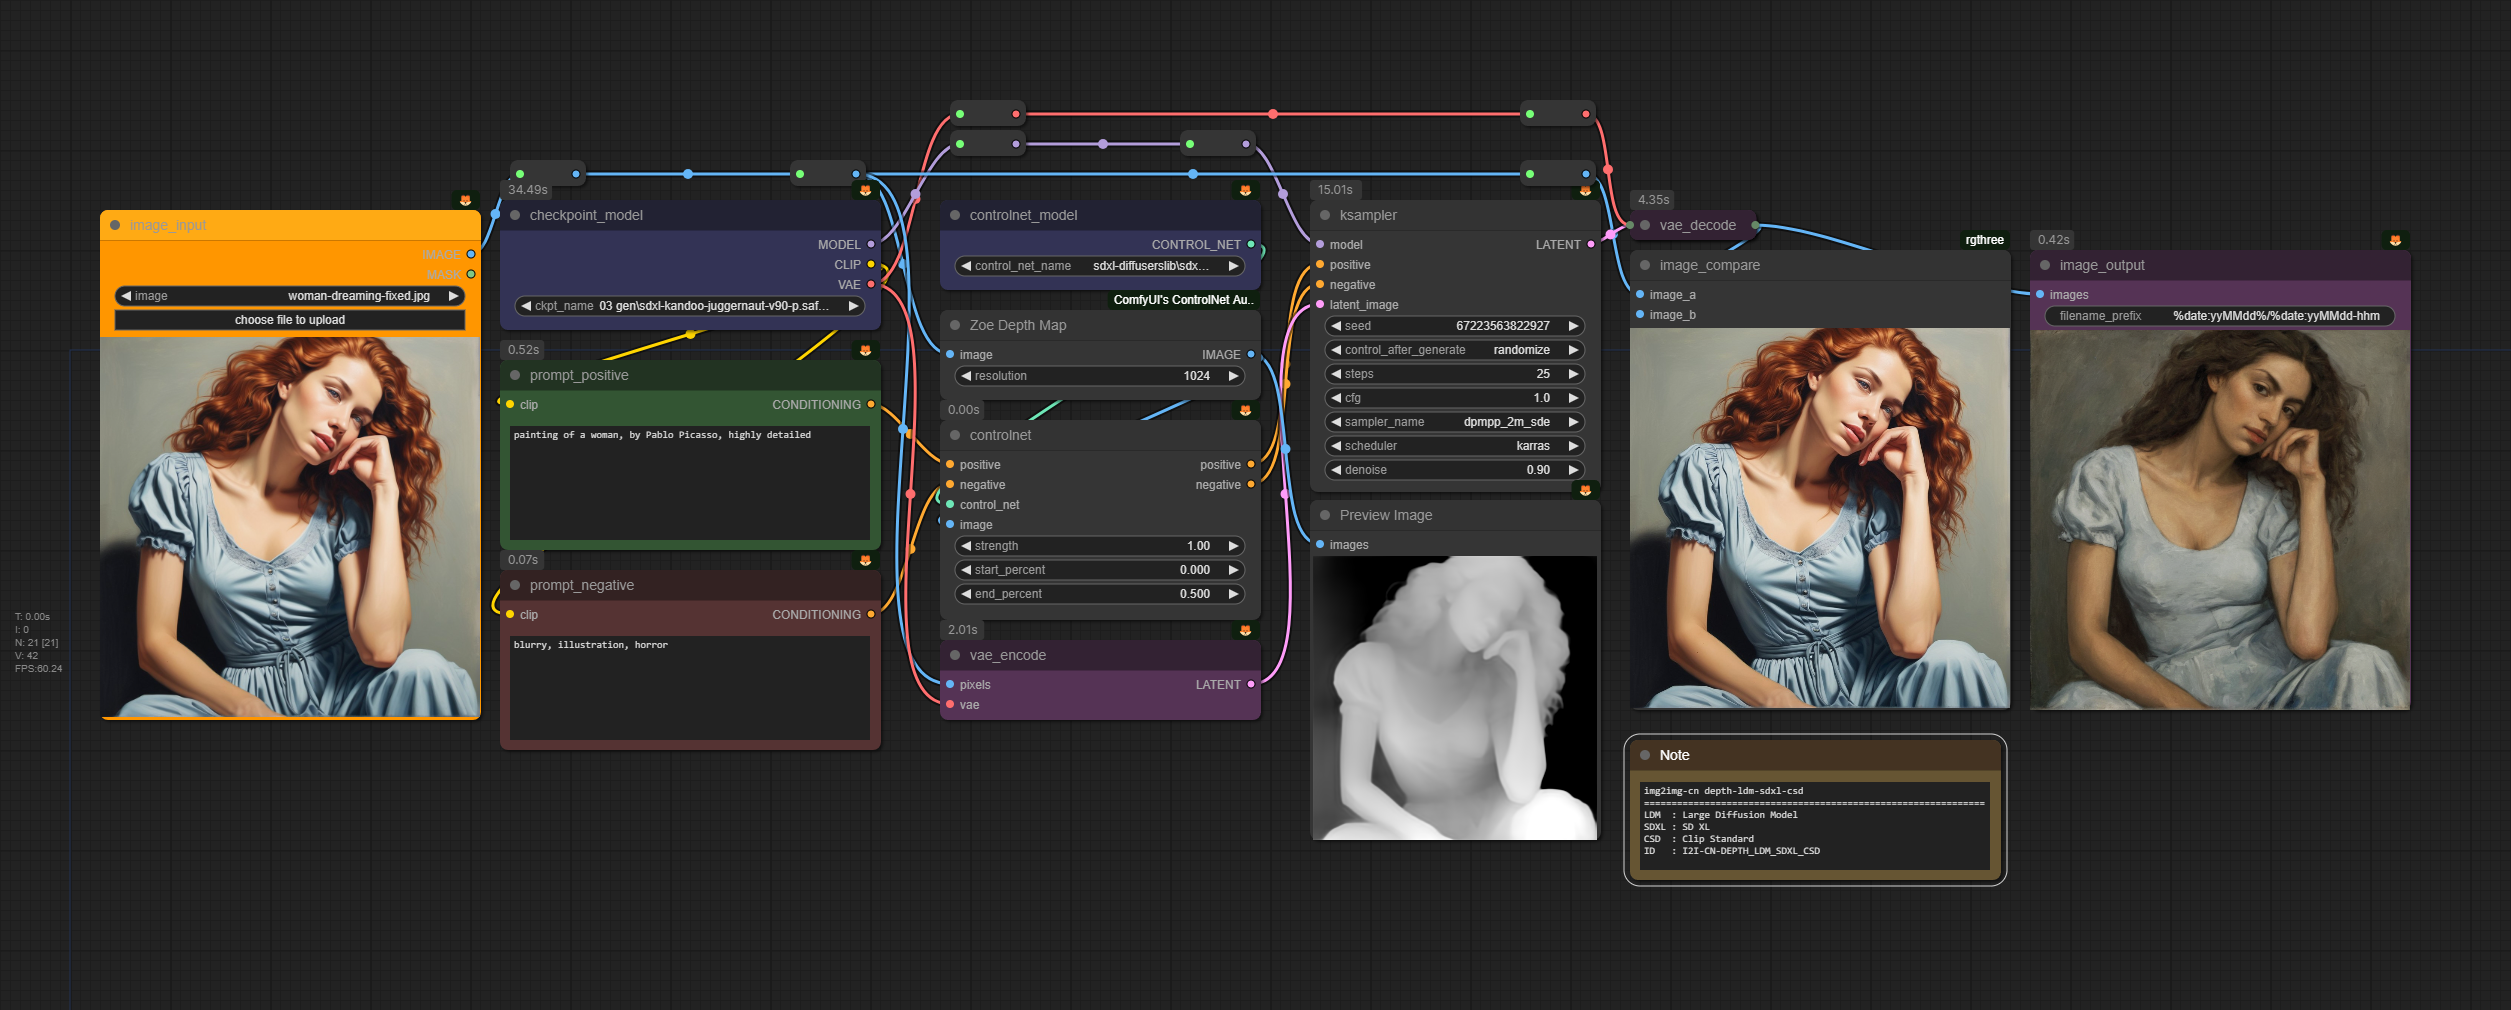 image_input
IMAGE
MASK
image woman-dreaming-fixed.jpg
choose file to upload
T: 0.00s
I: 0
N: 21 [21]
V: 42
FPS:60.24
34.49s
checkpoint_model
MODEL
CLIP
VAE
ckpt_name 03 gen\sdxl-kandoo-juggernaut-v90-p.saf...
0.52s
prompt_positive
clip CONDITIONING
painting of a woman, by Pablo Picasso, highly detailed
0.07s
prompt_negative
clip CONDITIONING
blurry, illustration, horror
controlnet_model
CONTROL_NET
control_net_name sdxl-diffuserslib\sdx...
ComfyUI's ControlNet Au..
Zoe Depth Map
image IMAGE
resolution 1024
0.00s
controlnet
positive positive
negative negative
control_net
image
strength 1.00
start_percent 0.000
end_percent 0.500
2.01s
vae_encode
pixels LATENT
vae
15.01s
ksampler
model LATENT
positive
negative
latent_image
seed 67223563822927
control_after_generate randomize
steps 25
cfg 1.0
sampler_name dpmpp_2m_sde
scheduler karras
denoise 0.90
Preview Image
images
4.35s
vae_decode
rgthree
image_compare
image_a
image_b
0.42s
image_output
images
filename_prefix %date:yyMMdd%/%date:yyMMdd-hhm
Note
img2img-cn depth-ldm-sdxl-csd
==============================================================
LDM : Large Diffusion Model
SDXL : SD XL
CSD : Clip Standard
ID : I2I-CN-DEPTH_LDM_SDXL_CSD